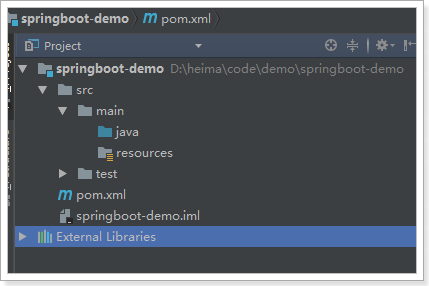 springboot-demo pom.xml
Project
springboot-demo D:\heima\code\demo\springboot-demo
src
main
java
resources
test
m pom.xml
springboot-demo.iml
External Libraries